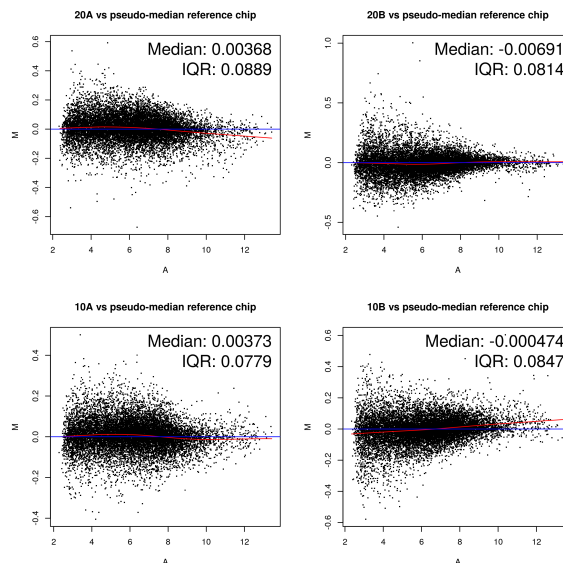 20A vs pseudo-median reference chip
Median: 0.00368
IQR: 0.0889
0.6
0.4
0.2
0.0
-0.2
-0.4
-0.6
M
2 4 6 8 10 12
A
20B vs pseudo-median reference chip
Median: -0.00691
IQR: 0.0814
1.0
0.5
0.0
-0.5
M
2 4 6 8 10 12
A
10A vs pseudo-median reference chip
Median: 0.00373
IQR: 0.0779
0.4
0.2
0.0
-0.2
-0.4
M
2 4 6 8 10 12
A
10B vs pseudo-median reference chip
Median: -0.000474
IQR: 0.0847
0.6
0.4
0.2
0.0
-0.2
-0.4
-0.6
M
2 4 6 8 10 12
A